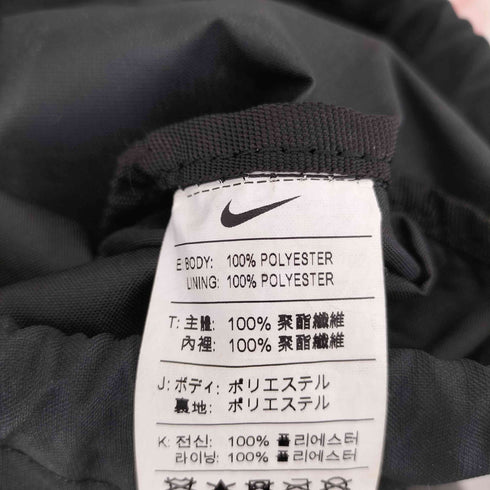 E: BODY: 100% POLYESTER
LINING: 100% POLYESTER
T: 主體: 100% 聚酯纖維
內裡: 100% 聚酯纖維
J: ボディ: ポリエステル
裏地: ポリエステル
K: 전신: 100% 폴리에스터
라이닝: 100% 폴리에스터